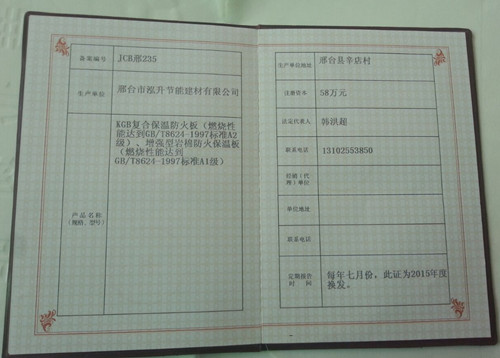 备案编号 JCB邢235
生产单位 邢台市泓升节能建材有限公司
产品名称
(规格、型号)
KGB复合保温防火板（燃烧性
能达到GB/T8624-1997标准A2
级）、增强型岩棉防火保温板
（燃烧性能达到
GB/T8624-1997标准A1级）
生产单位地址 邢台县辛店村
注册资本 58万元
法定代表人 韩洪超
联系电话 13102553850
经销（代
理）单位
单位地址
联系电话
定期报告
时 间
每年七月份，此证为2015年度
换发。